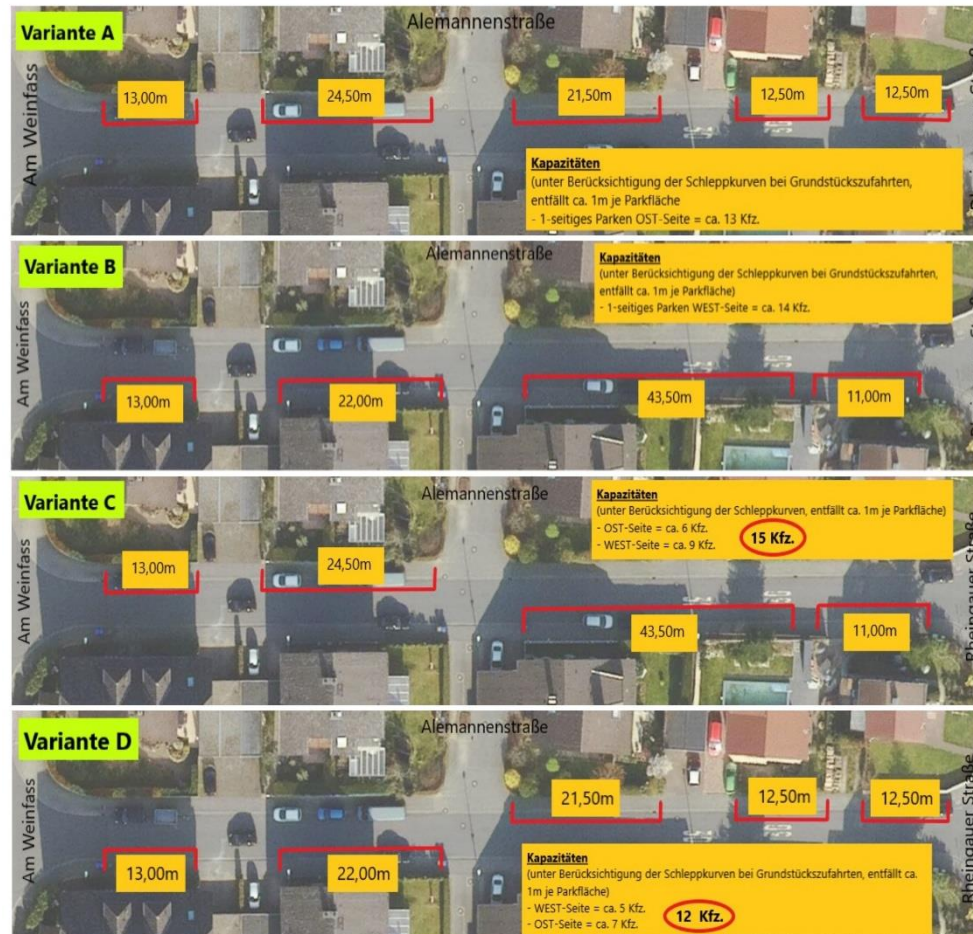 Variante A
Alemannenstraße
Am Weinfass
13,00m
24,50m
21,50m
12,50m
12,50m
Kapazitäten
(unter Berücksichtigung der Schleppkurven bei Grundstückszufahrten,
entfällt ca. 1m je Parkfläche
- 1-seitiges Parken OST-Seite = ca. 13 Kfz.
Variante B
Alemannenstraße
Am Weinfass
Kapazitäten
(unter Berücksichtigung der Schleppkurven bei Grundstückszufahrten,
entfällt ca. 1m je Parkfläche)
- 1-seitiges Parken WEST-Seite = ca. 14 Kfz.
13,00m
22,00m
43,50m
11,00m
Variante C
Alemannenstraße
Am Weinfass
Kapazitäten
(unter Berücksichtigung der Schleppkurven, entfällt ca. 1m je Parkfläche)
- OST-Seite = ca. 6 Kfz.
- WEST-Seite = ca. 9 Kfz.
15 Kfz.
13,00m
24,50m
43,50m
11,00m
Rheingauer Straße
Variante D
Alemannenstraße
Am Weinfass
21,50m
12,50m
12,50m
13,00m
22,00m
Kapazitäten
(unter Berücksichtigung der Schleppkurven bei Grundstückszufahrten, entfällt ca.
1m je Parkfläche)
- WEST-Seite = ca. 5 Kfz.
- OST-Seite = ca. 7 Kfz.
12 Kfz.
Rheingauer Straße